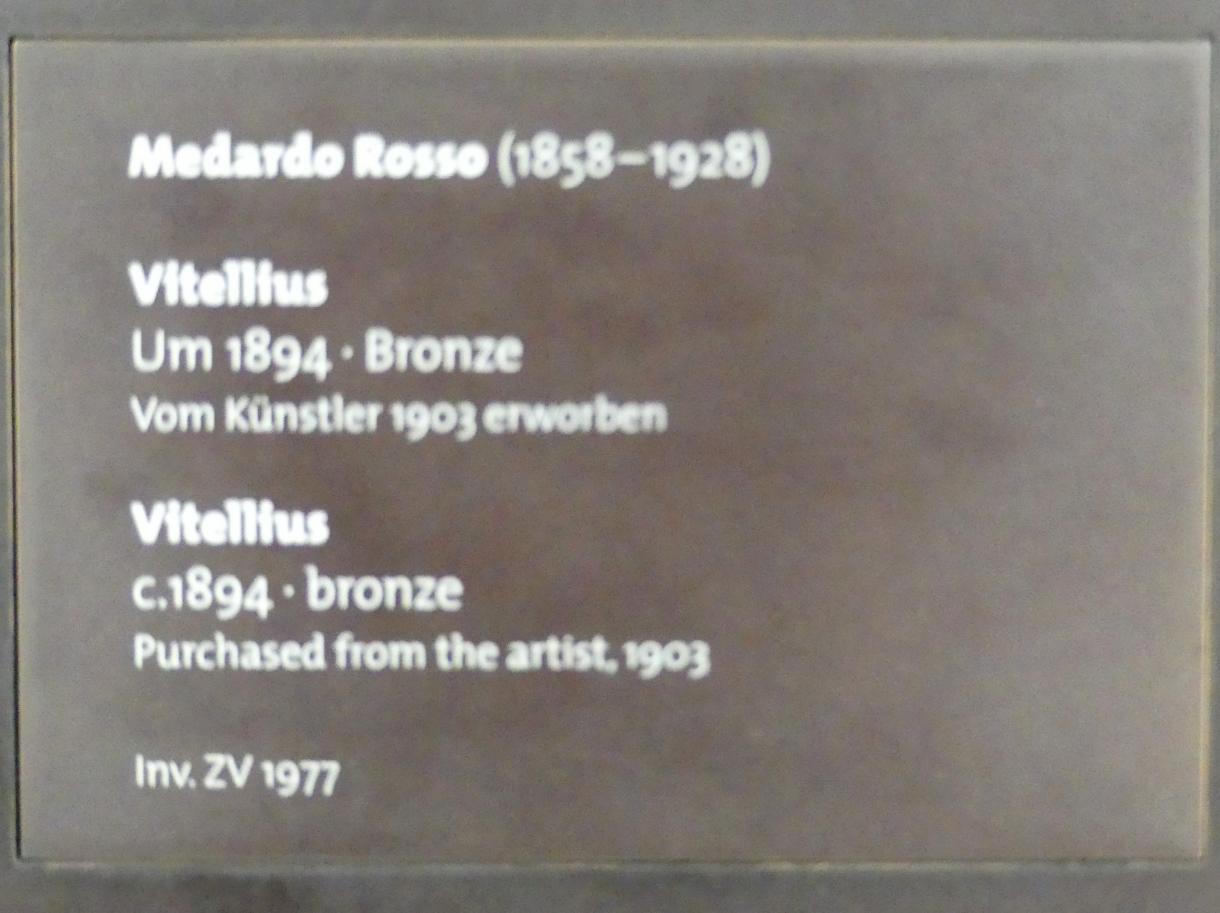 Medardo Rosso (1858–1928)
Vitellius
Um 1894 · Bronze
Vom Künstler 1903 erworben
Vitellius
c.1894 · bronze
Purchased from the artist, 1903
Inv. ZV 1977